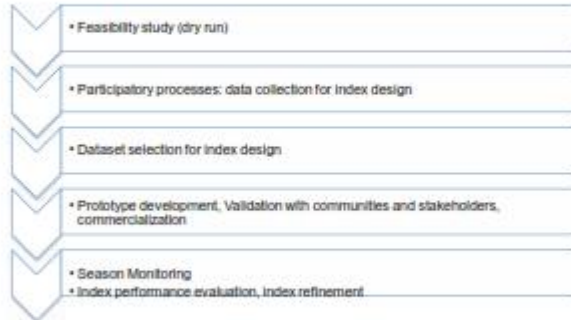 • Feasibility study (dry run)
• Participatory processes: data collection for index design
• Dataset selection for index design
• Prototype development, Validation with communities and stakeholders,
commercialization
• Season Monitoring
• Index performance evaluation, index refinement